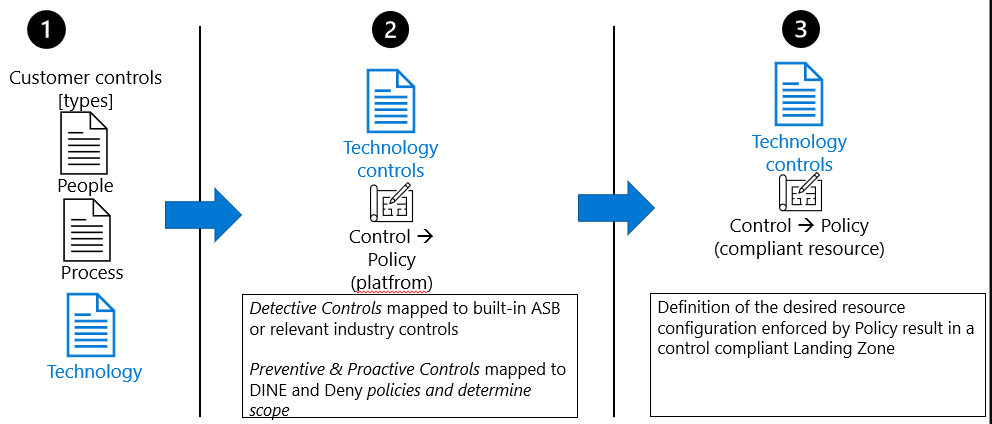 1
Customer controls
[types]
People
Process
Technology
2
Technology
controls
Control →
Policy
(platfrom)
Detective Controls mapped to built-in ASB
or relevant industry controls
Preventive & Proactive Controls mapped to
DINE and Deny policies and determine
scope
3
Technology
controls
Control → Policy
(compliant resource)
Definition of the desired resource
configuration enforced by Policy result in a
control compliant Landing Zone